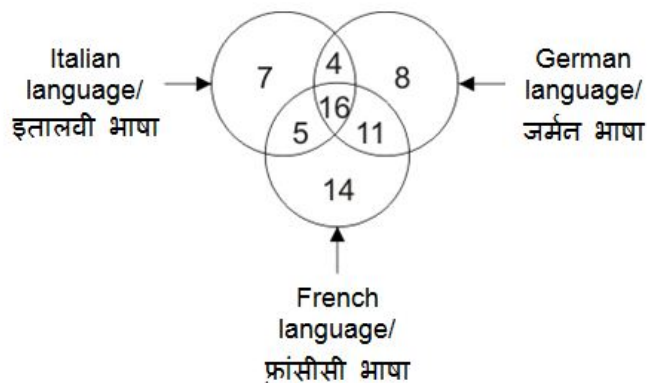 Italian
language/
इतालवी भाषा
7
4
8
16
5
11
14
German
language/
जर्मन भाषा
French
language/
फ़्रांसीसी भाषा